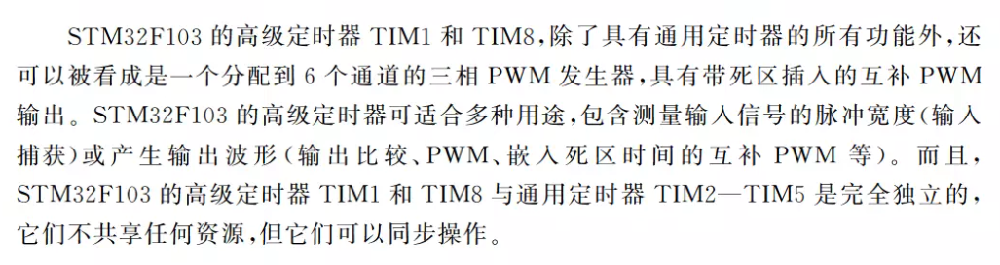 STM32F103 的高级定时器 TIM1 和 TIM8,除了具有通用定时器的所有功能外,还
可以被看成是一个分配到 6 个通道的三相 PWM 发生器,具有带死区插入的互补 PWM
输出。STM32F103 的高级定时器可适合多种用途,包含测量输入信号的脉冲宽度(输入
捕获)或产生输出波形(输出比较、PWM、嵌入死区时间的互补 PWM 等)。而且,
STM32F103 的高级定时器 TIM1 和 TIM8 与通用定时器 TIM2—TIM5 是完全独立的,
它们不共享任何资源,但它们可以同步操作。